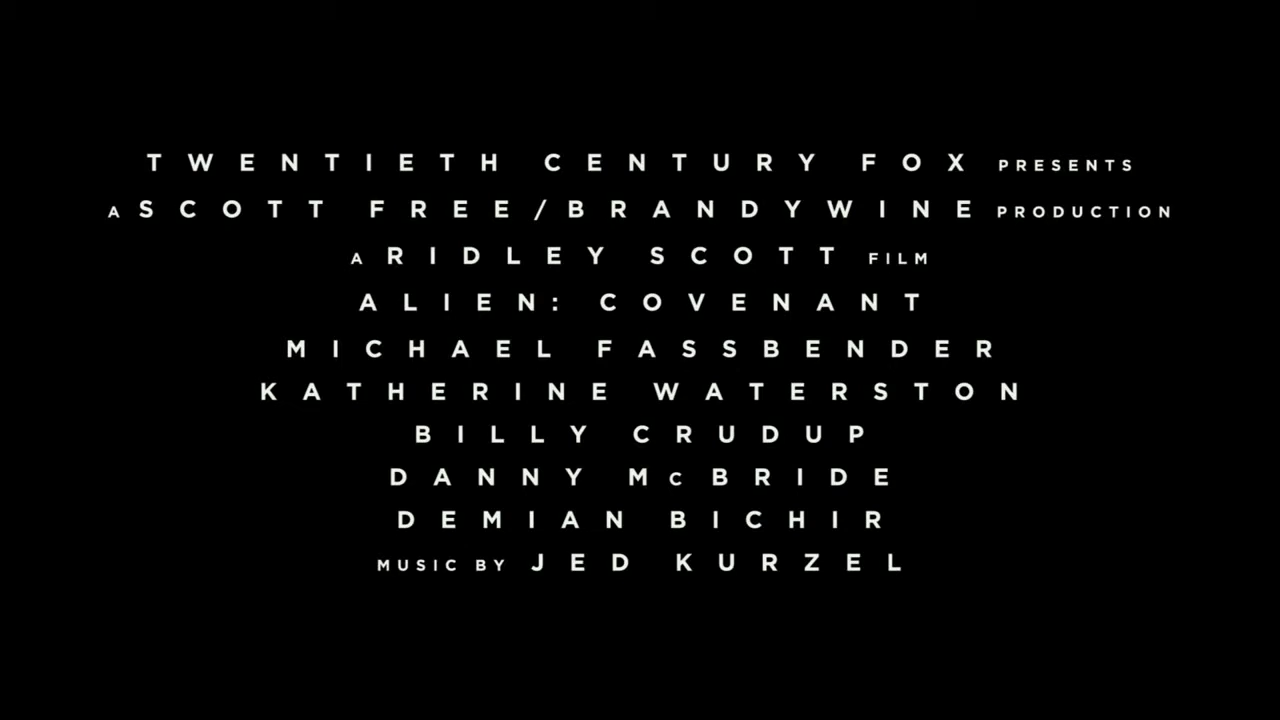 TWENTIETH CENTURY FOX PRESENTS
A SCOTT FREE/BRANDYWINE PRODUCTION
A RIDLEY SCOTT FILM
ALIEN: COVENANT
MICHAEL FASSBENDER
KATHERINE WATERSTON
BILLY CRUDUP
DANNY McBRIDE
DEMIAN BICHIR
MUSIC BY JED KURZEL